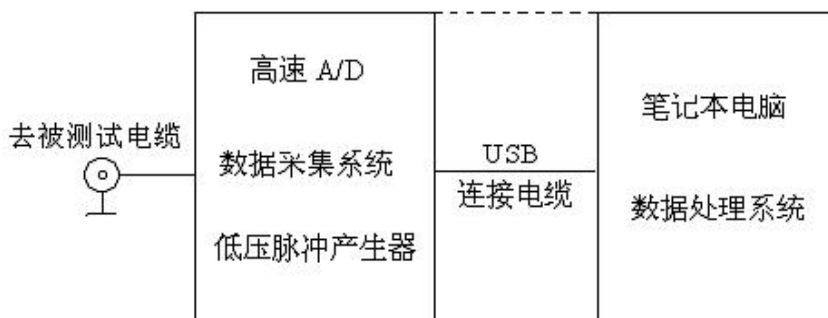 去被测试电缆
高速 A/D
数据采集系统
低压脉冲产生器
USB
连接电缆
笔记本电脑
数据处理系统